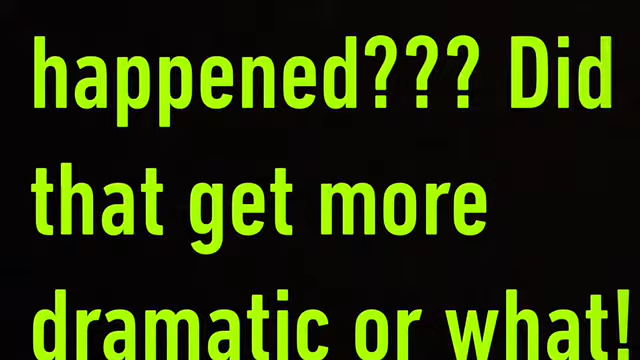 happened??? Did
that get more
dramatic or what!